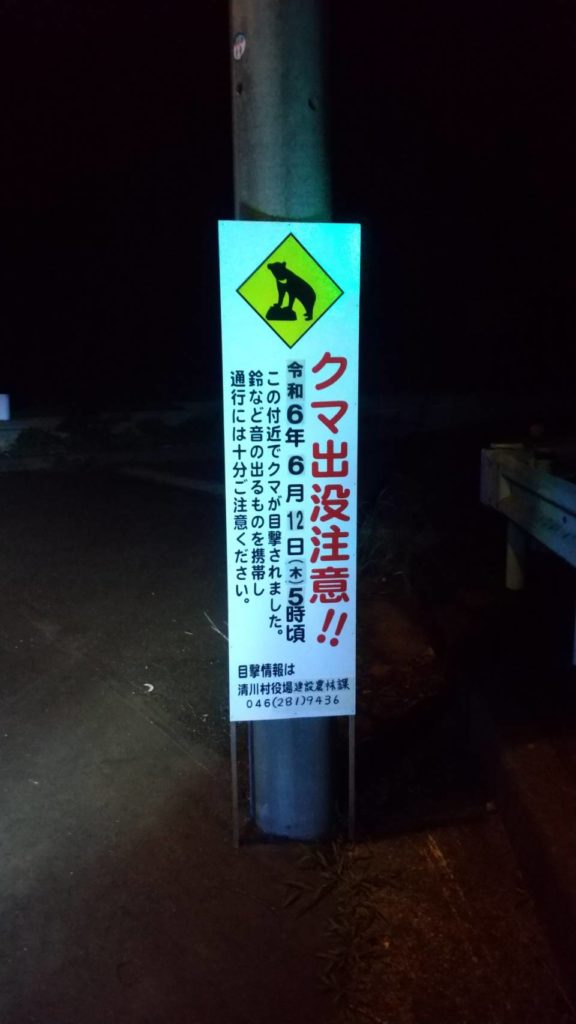 クマ出没注意!!
令和6年6月12日(木)5時頃
この付近でクマが目撃されました。
鈴など音の出るものを携帯し
通行には十分ご注意ください。
目撃情報は
清川村役場建設農林課
046(281)9436